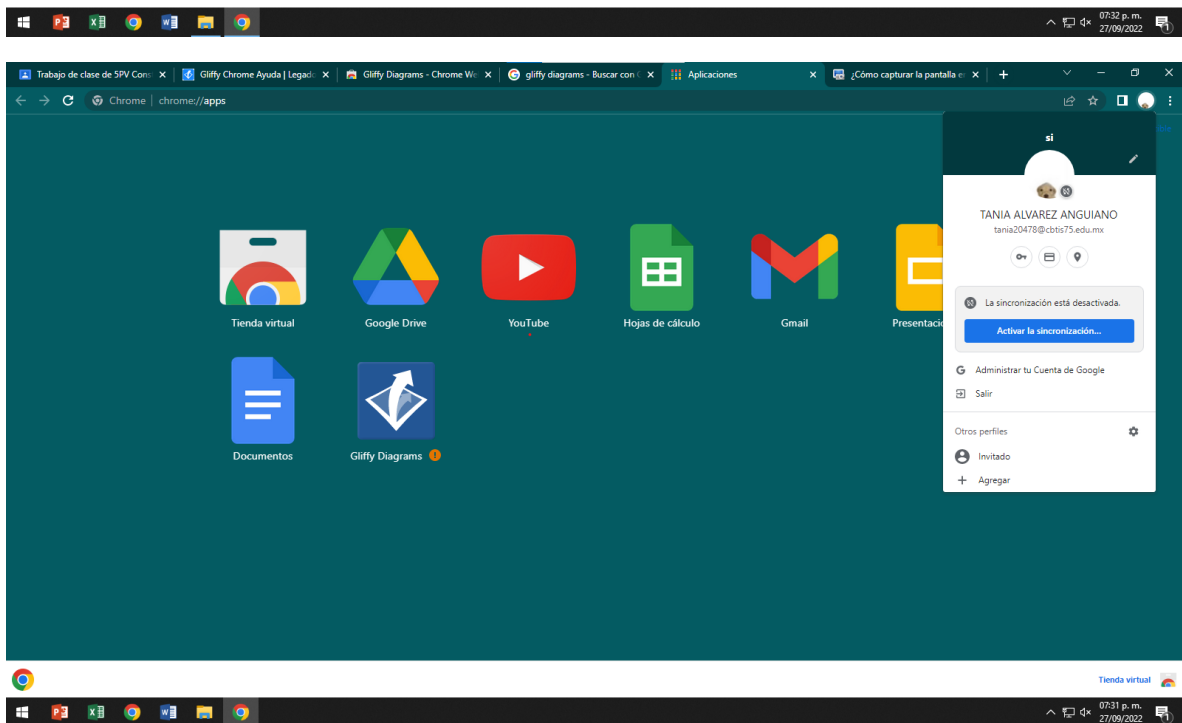 07:32 p. m.
27/09/2022
Trabajo de clase de 5PV Cons
Gliffy Chrome Ayuda | Legado
Gliffy Diagrams - Chrome We
gliffy diagrams - Buscar con
Aplicaciones
¿Cómo capturar la pantalla e
Chrome | chrome://apps
si
TANIA ALVAREZ ANGUIANO
tania20478@cbtis75.edu.mx
La sincronización está desactivada.
Activar la sincronización...
Administrar tu Cuenta de Google
Salir
Otros perfiles
Invitado
Agregar
Tienda virtual
Google Drive
YouTube
Hojas de cálculo
Gmail
Presentacio
Documentos
Gliffy Diagrams
Tienda virtual
07:31 p. m.
27/09/2022